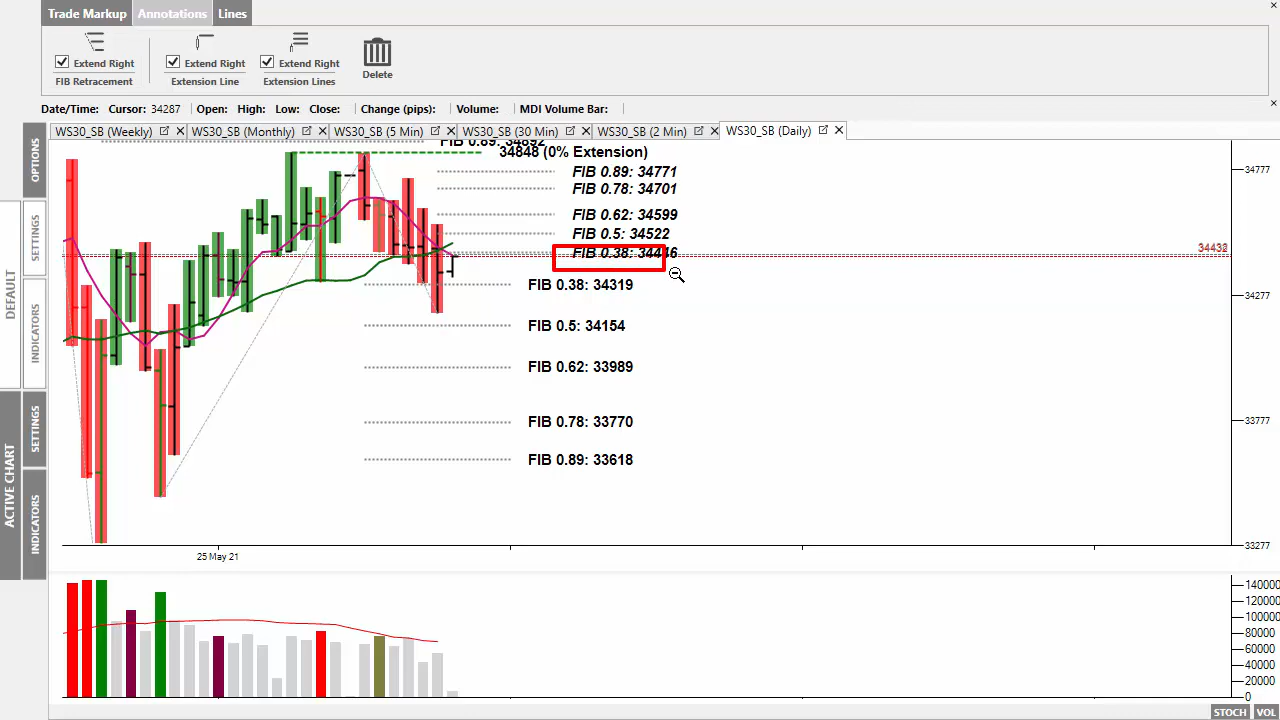 Trade Markup Annotations Lines
Extend Right Extend Right Extend Right
FIB Retracement Extension Line Extension Lines Delete
Date/Time: Cursor: 34287 Open: High: Low: Close: Change (pips): Volume: MDI Volume Bar:
WS30_SB (Weekly) WS30_SB (Monthly) WS30_SB (5 Min) WS30_SB (30 Min) WS30_SB (2 Min) WS30_SB (Daily)
OPTIONS
SETTINGS
INDICATORS
DEFAULT
SETTINGS
INDICATORS
ACTIVE CHART
FIB 0.89: 34892
34848 (0% Extension)
FIB 0.89: 34771
FIB 0.78: 34701
FIB 0.62: 34599
FIB 0.5: 34522
FIB 0.38: 34446
FIB 0.38: 34319
FIB 0.5: 34154
FIB 0.62: 33989
FIB 0.78: 33770
FIB 0.89: 33618
34777
34432
34277
33777
33277
25 May 21
140000
120000
100000
80000
60000
40000
20000
0
STOCH VOL